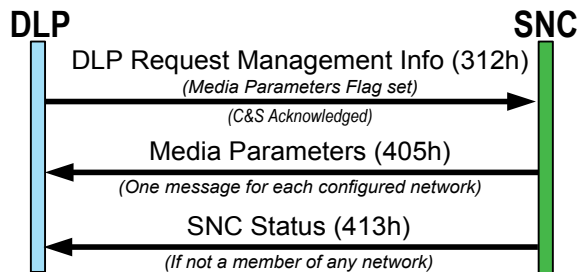 DLP SNC
DLP Request Management Info (312h)
(Media Parameters Flag set)
(C&S Acknowledged)
Media Parameters (405h)
(One message for each configured network)
SNC Status (413h)
(If not a member of any network)